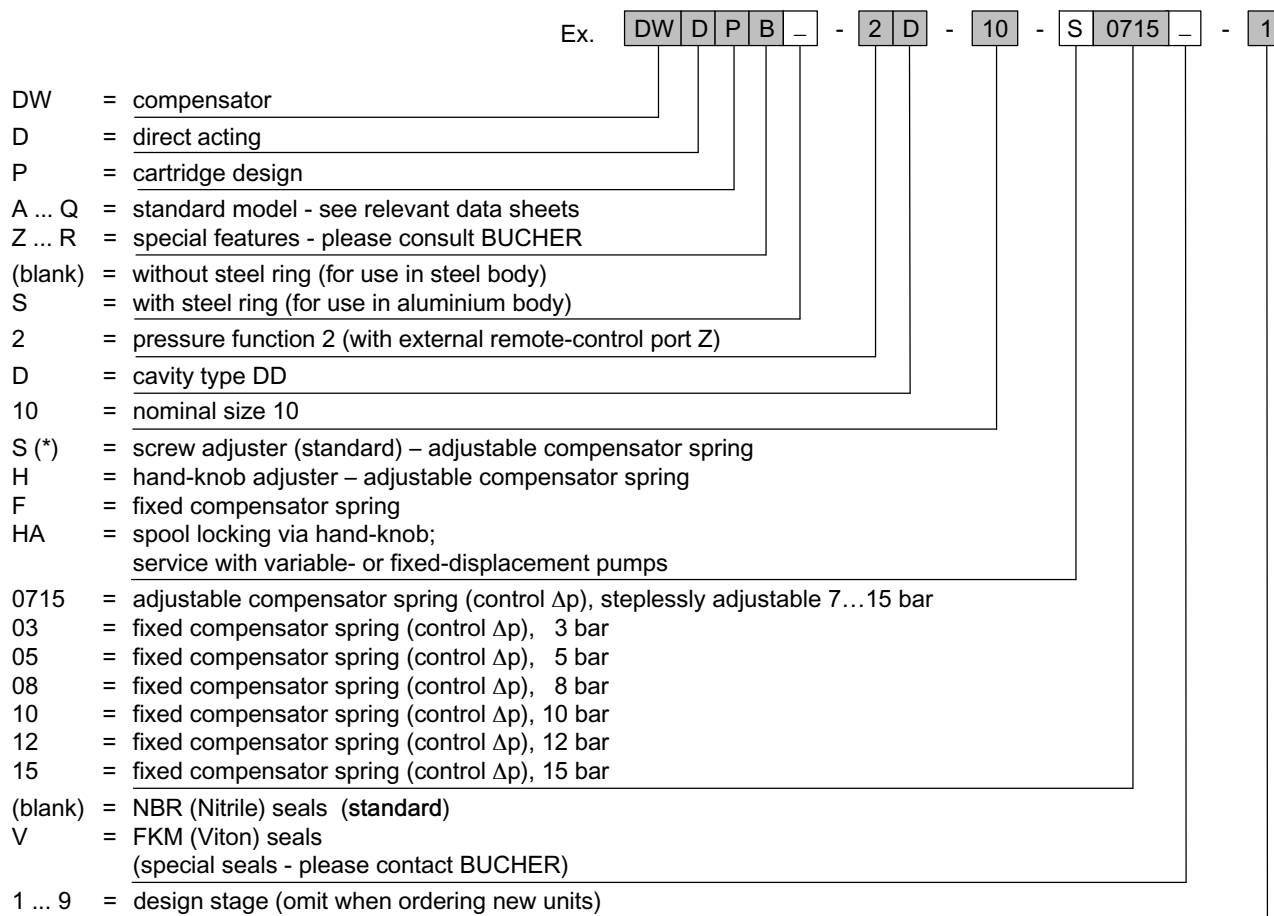 Ex. DW D P B _ - 2 D - 10 - S 0715 _ - 1
DW = compensator
D = direct acting
P = cartridge design
A ... Q = standard model - see relevant data sheets
Z ... R = special features - please consult BUCHER
(blank) = without steel ring (for use in steel body)
S = with steel ring (for use in aluminium body)
2 = pressure function 2 (with external remote-control port Z)
D = cavity type DD
10 = nominal size 10
S (*) = screw adjuster (standard) – adjustable compensator spring
H = hand-knob adjuster – adjustable compensator spring
F = fixed compensator spring
HA = spool locking via hand-knob;
service with variable- or fixed-displacement pumps
0715 = adjustable compensator spring (control Δp), steplessly adjustable 7…15 bar
03 = fixed compensator spring (control Δp), 3 bar
05 = fixed compensator spring (control Δp), 5 bar
08 = fixed compensator spring (control Δp), 8 bar
10 = fixed compensator spring (control Δp), 10 bar
12 = fixed compensator spring (control Δp), 12 bar
15 = fixed compensator spring (control Δp), 15 bar
(blank) = NBR (Nitrile) seals (standard)
V = FKM (Viton) seals
(special seals - please contact BUCHER)
1 ... 9 = design stage (omit when ordering new units)